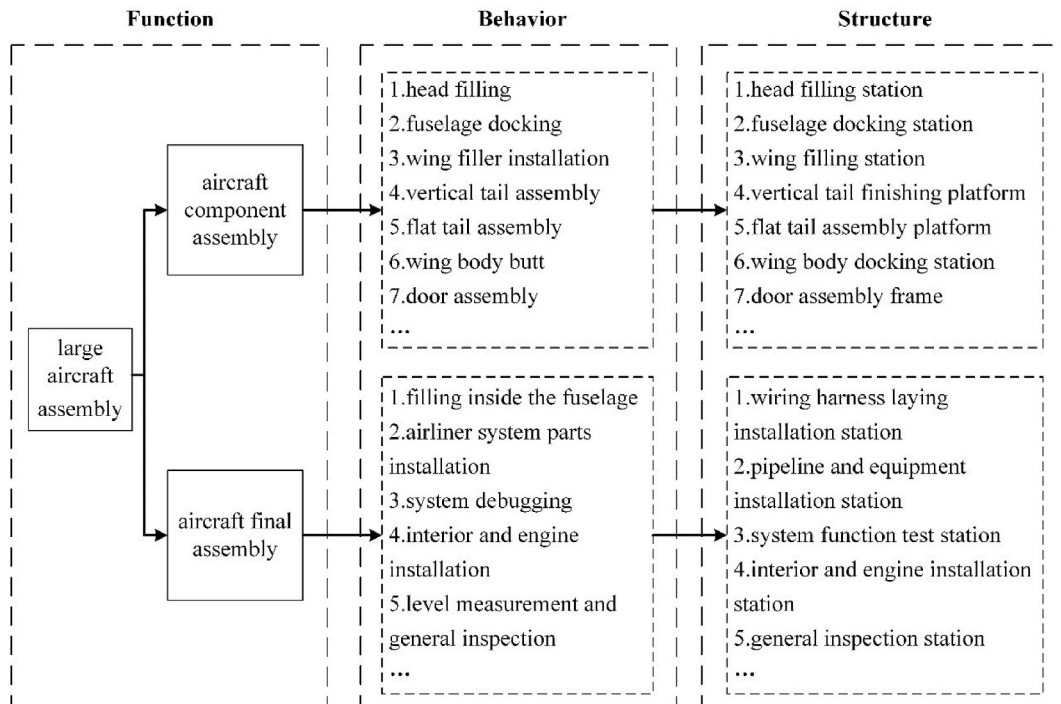 Function
Behavior
Structure
large
aircraft
assembly
aircraft
component
assembly
aircraft final
assembly
1.head filling
2.fuselage docking
3.wing filler installation
4.vertical tail assembly
5.flat tail assembly
6.wing body butt
7.door assembly
...
1.filling inside the fuselage
2.airliner system parts
installation
3.system debugging
4.interior and engine
installation
5.level measurement and
general inspection
...
1.head filling station
2.fuselage docking station
3.wing filling station
4.vertical tail finishing platform
5.flat tail assembly platform
6.wing body docking station
7.door assembly frame
...
1.wiring harness laying
installation station
2.pipeline and equipment
installation station
3.system function test station
4.interior and engine installation
station
5.general inspection station
...